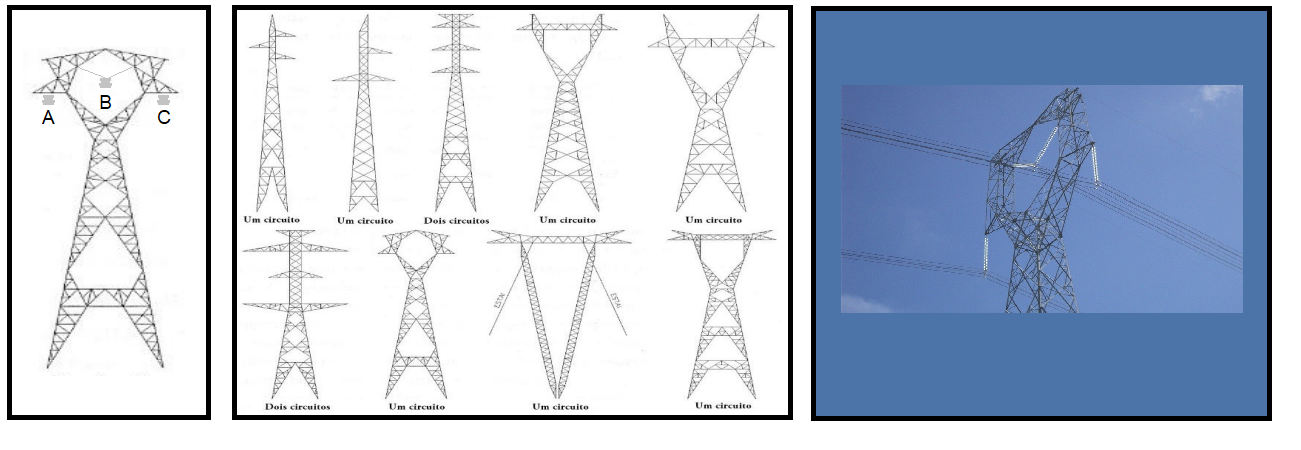 B
A
C
Um circuito
Um circuito
Dois circuitos
Um circuito
Um circuito
ESTAI
ESTAI
Dois circuitos
Um circuito
Um circuito
Um circuito